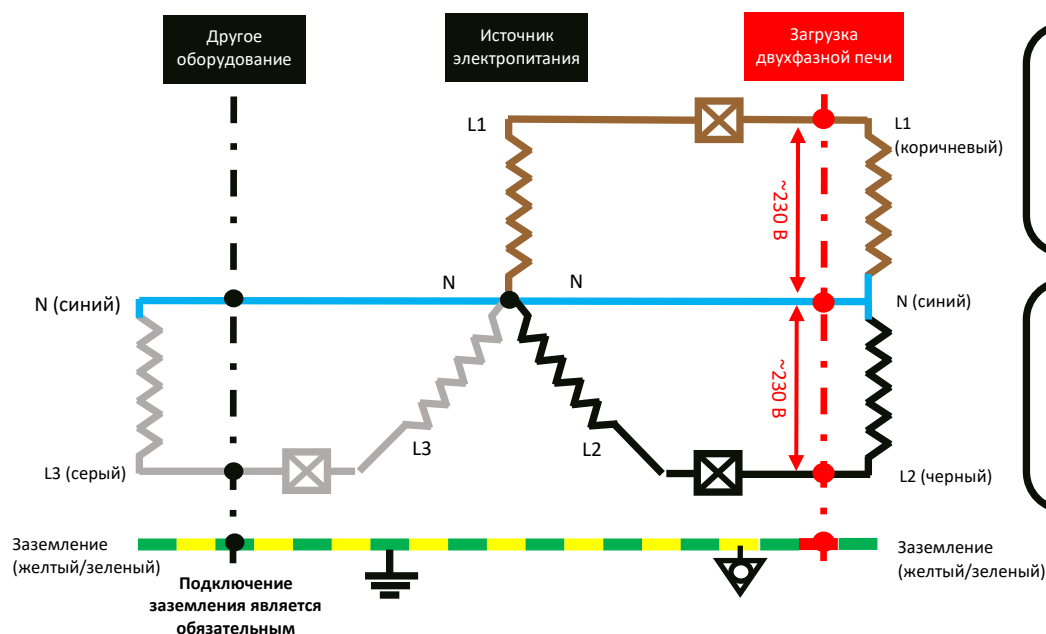 Другое
оборудование
Источник
электропитания
Загрузка
двухфазной печи
L1
L1
(коричневый)
~230 В
N (синий)
N
N
N (синий)
~230 В
L3 (серый)
L3
L2
L2 (черный)
Заземление
(желтый/зеленый)
Заземление
(желтый/зеленый)
Подключение
заземления является
обязательным